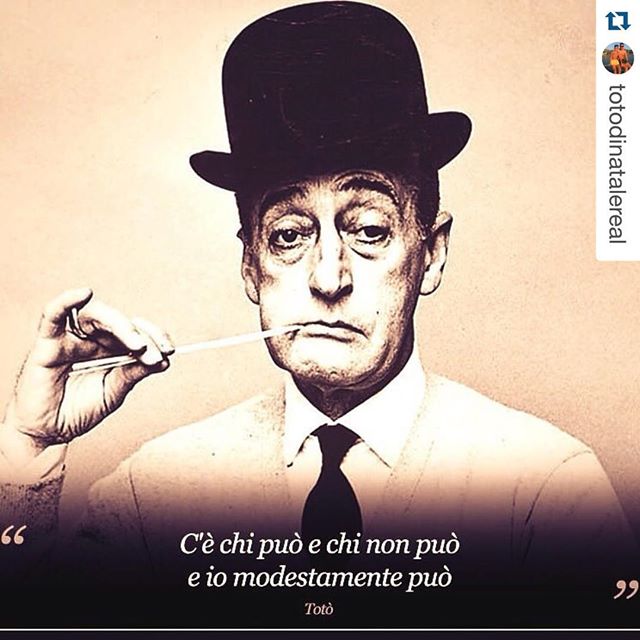 totodinatalereal
“
C'è chi può e chi non può
e io modestamente può
”
Totò